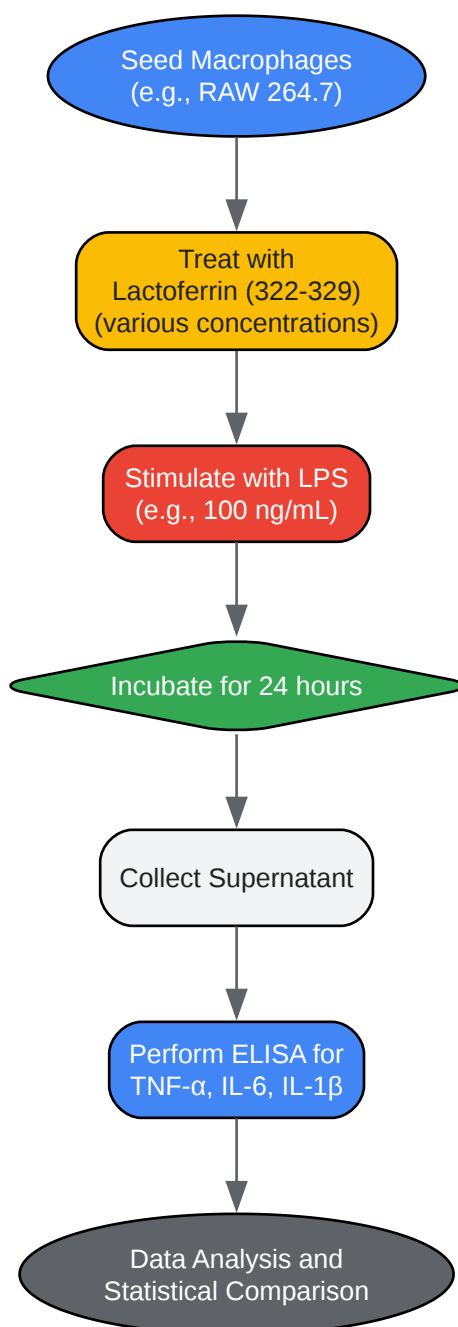 Seed Macrophages
(e.g., RAW 264.7)
Treat with
Lactoferrin (322-329)
(various concentrations)
Stimulate with LPS
(e.g., 100 ng/mL)
Incubate for 24 hours
Collect Supernatant
Perform ELISA for
TNF-α, IL-6, IL-1β
Data Analysis and
Statistical Comparison